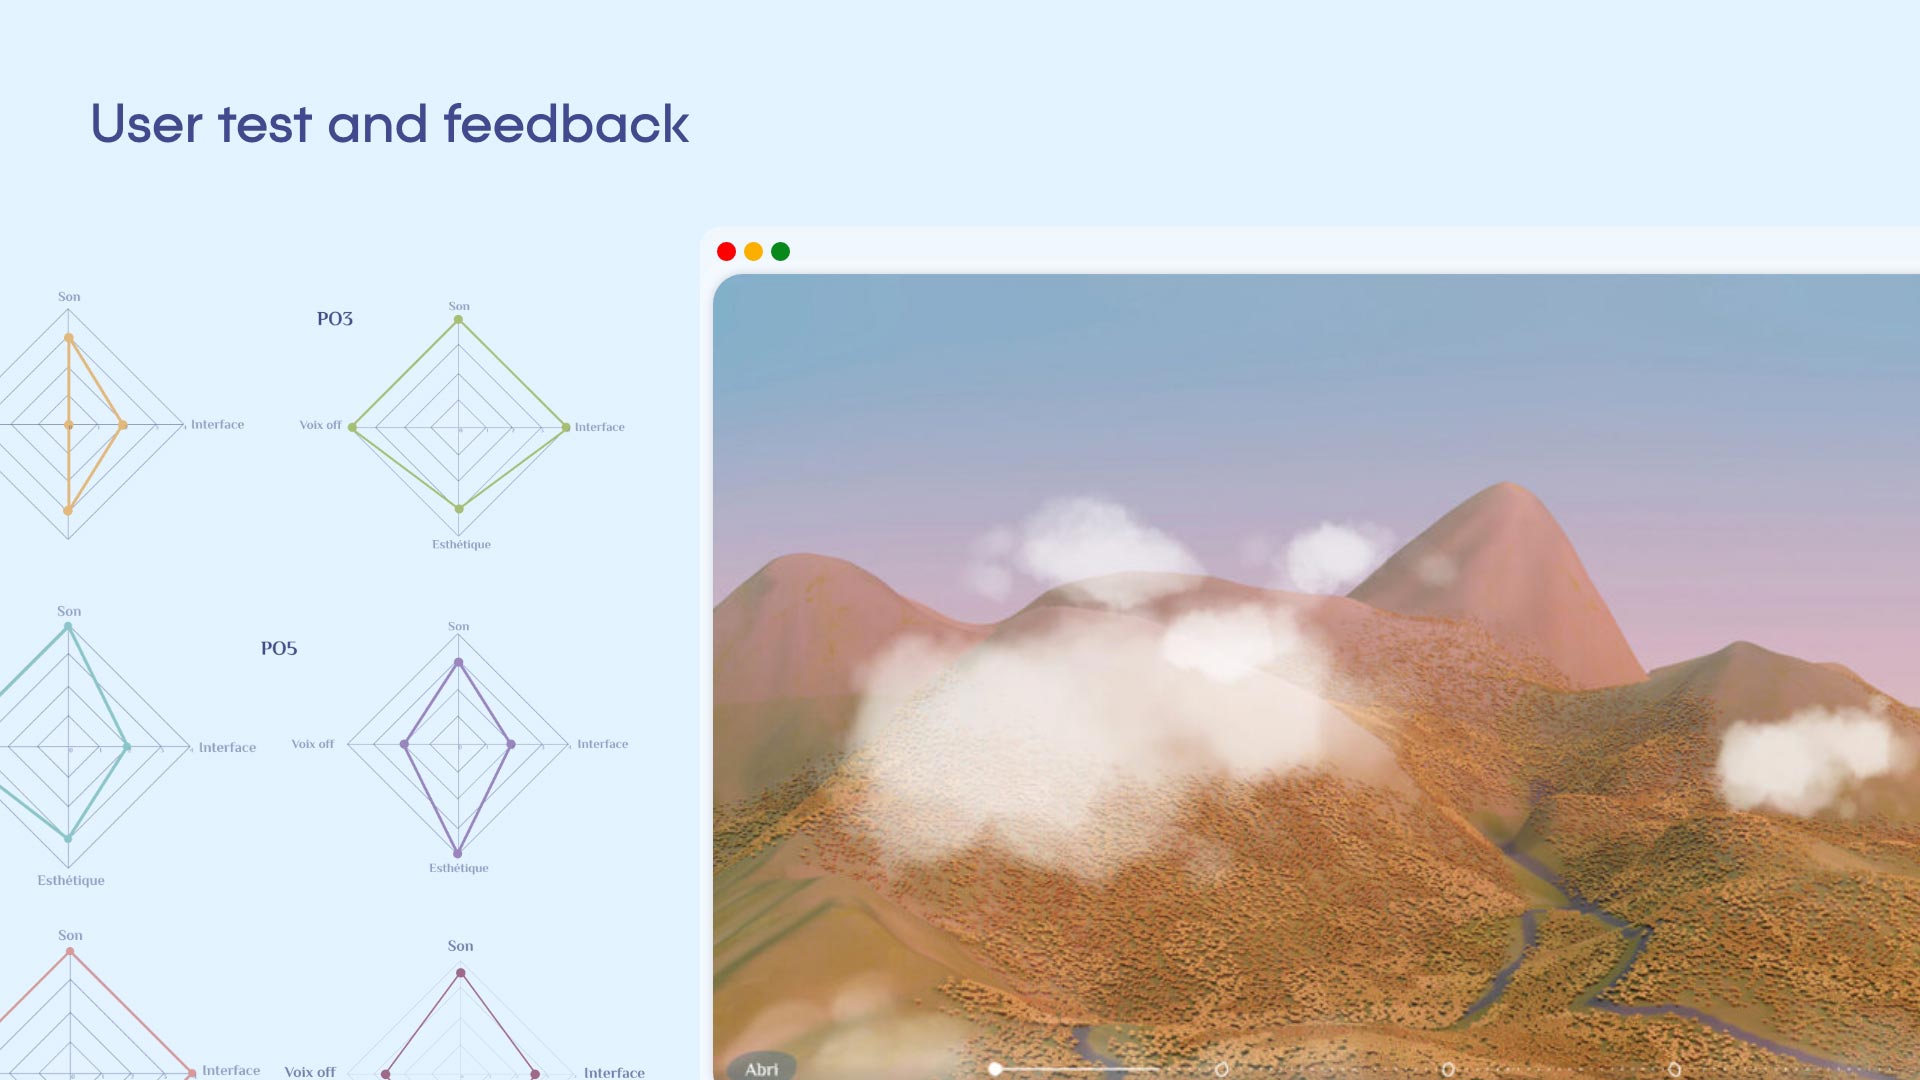 User test and feedback
Son
PO3
Son
Interface
Voix off
Interface
Esthétique
Son
PO5
Son
Interface
Voix off
Interface
Esthétique
Esthétique
Son
Son
Interface
Voix off
Interface
Abri